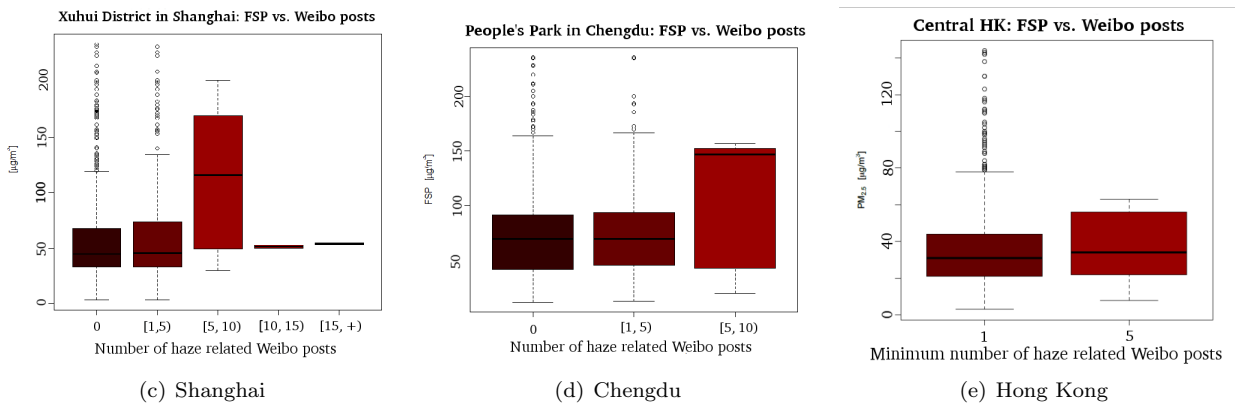 Xuhui District in Shanghai: FSP vs. Weibo posts
[µg/m³]
200
150
100
50
0
0 [1,5) [5, 10) [10, 15) [15, +)
Number of haze related Weibo posts
(c) Shanghai
People's Park in Chengdu: FSP vs. Weibo posts
FSP [µg/m³]
200
150
100
50
0 [1, 5) [5, 10)
Number of haze related Weibo posts
(d) Chengdu
Central HK: FSP vs. Weibo posts
PM2.5 [µg/m³]
120
80
40
0
1 5
Minimum number of haze related Weibo posts
(e) Hong Kong